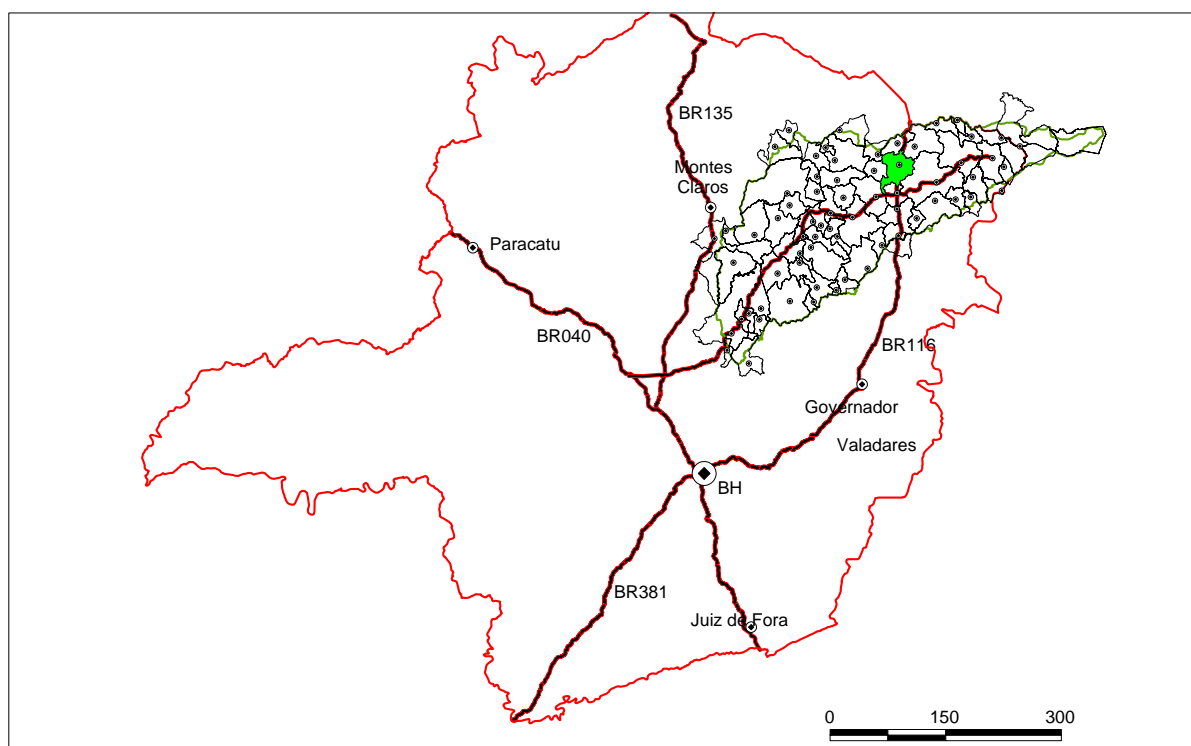 BR135
Montes
Claros
Paracatu
BR040
BR116
Governador
Valadares
BH
BR381
Juiz de Fora
0 150 300